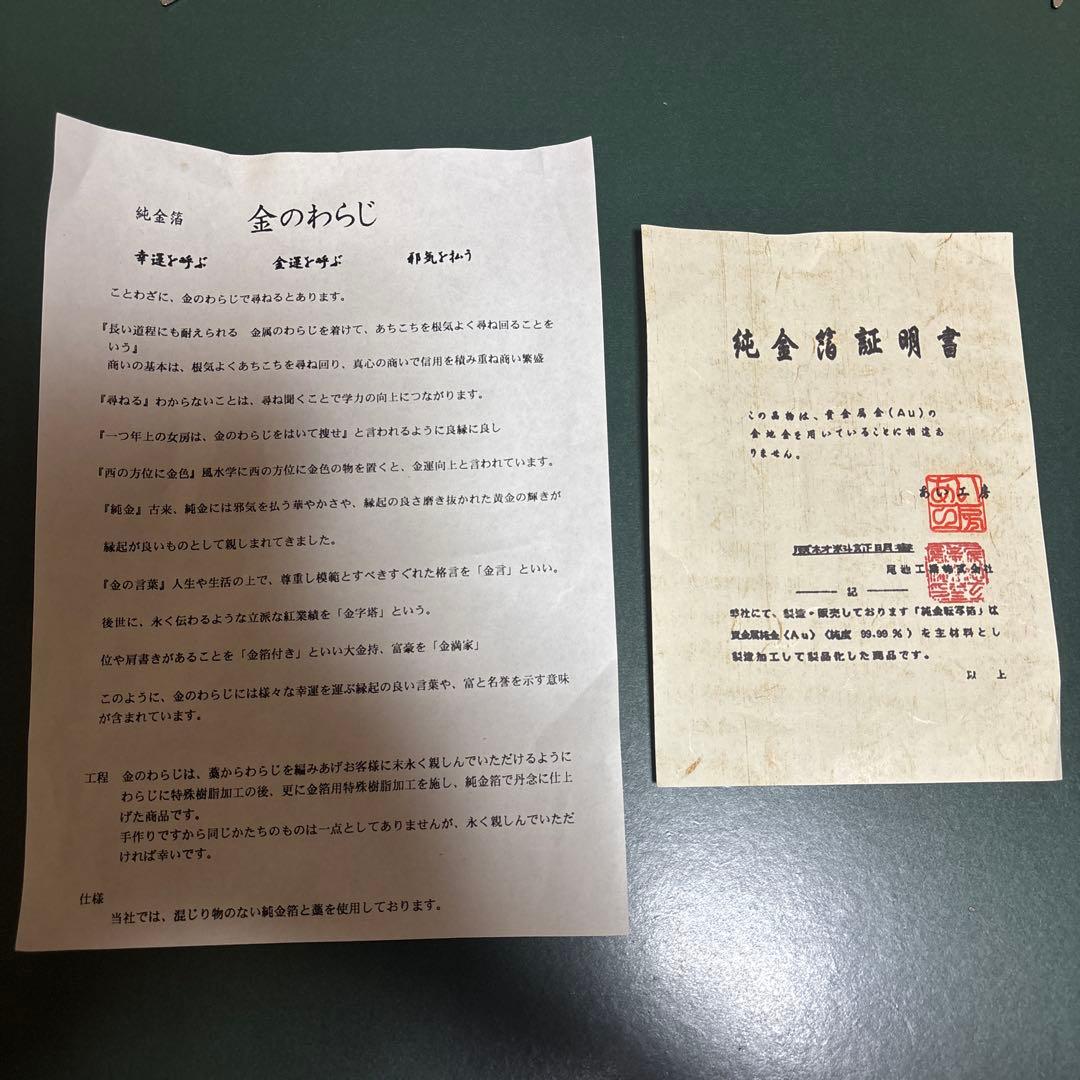 純金箔 金のわらじ
幸運を呼ぶ 金運を呼ぶ 邪気を払う
ことわざに、金のわらじで尋ねるとあります。
『長い道程にも耐えられる 金属のわらじを着けて、あちこちを根気よく尋ね回ることを
いう』
商いの基本は、根気よくあちこちを尋ね回り、真心の商いで信用を積み重ね商い繁盛
『尋ねる』わからないことは、尋ね聞くことで学力の向上につながります。
『一つ年上の女房は、金のわらじをはいて捜せ』と言われるように良縁に良し
『西の方位に金色』風水学に西の方位に金色の物を置くと、金運向上と言われています。
『純金』古来、純金には邪気を払う華やかさや、縁起の良さ磨き抜かれた黄金の輝きが
縁起が良いものとして親しまれてきました。
『金の言葉』人生や生活の上で、尊重し模範とすべきすぐれた格言を「金言」といい。
後世に、永く伝わるような立派な紅業績を「金字塔」という。
位や肩書きがあることを「金箔付き」といい大金持、富豪を「金満家」
このように、金のわらじには様々な幸運を運ぶ縁起の良い言葉や、富と名誉を示す意味
が含まれています。
工程 金のわらじは、藁からわらじを編みあげお客様に末永く親しんでいただけるように
わらじに特殊樹脂加工の後、更に金箔用特殊樹脂加工を施し、純金箔で丹念に仕上
げた商品です。
手作りですから同じかたちのものは一点としてありませんが、永く親しんでいただ
ければ幸いです。
仕様
当社では、混じり物のない純金箔と藁を使用しております。
純金箔証明書
この品物は、貴金属金(Au)の
金地金を用いていることに相違あ
りません。
あい工房
あい工房
原材料証明書
尾池工業株式会社
記
弊社にて、製造・販売しております「純金転写箔」は
貴金属純金(Au)(純度 99.99%)を主材料とし
製造加工して製品化した商品です。
以上